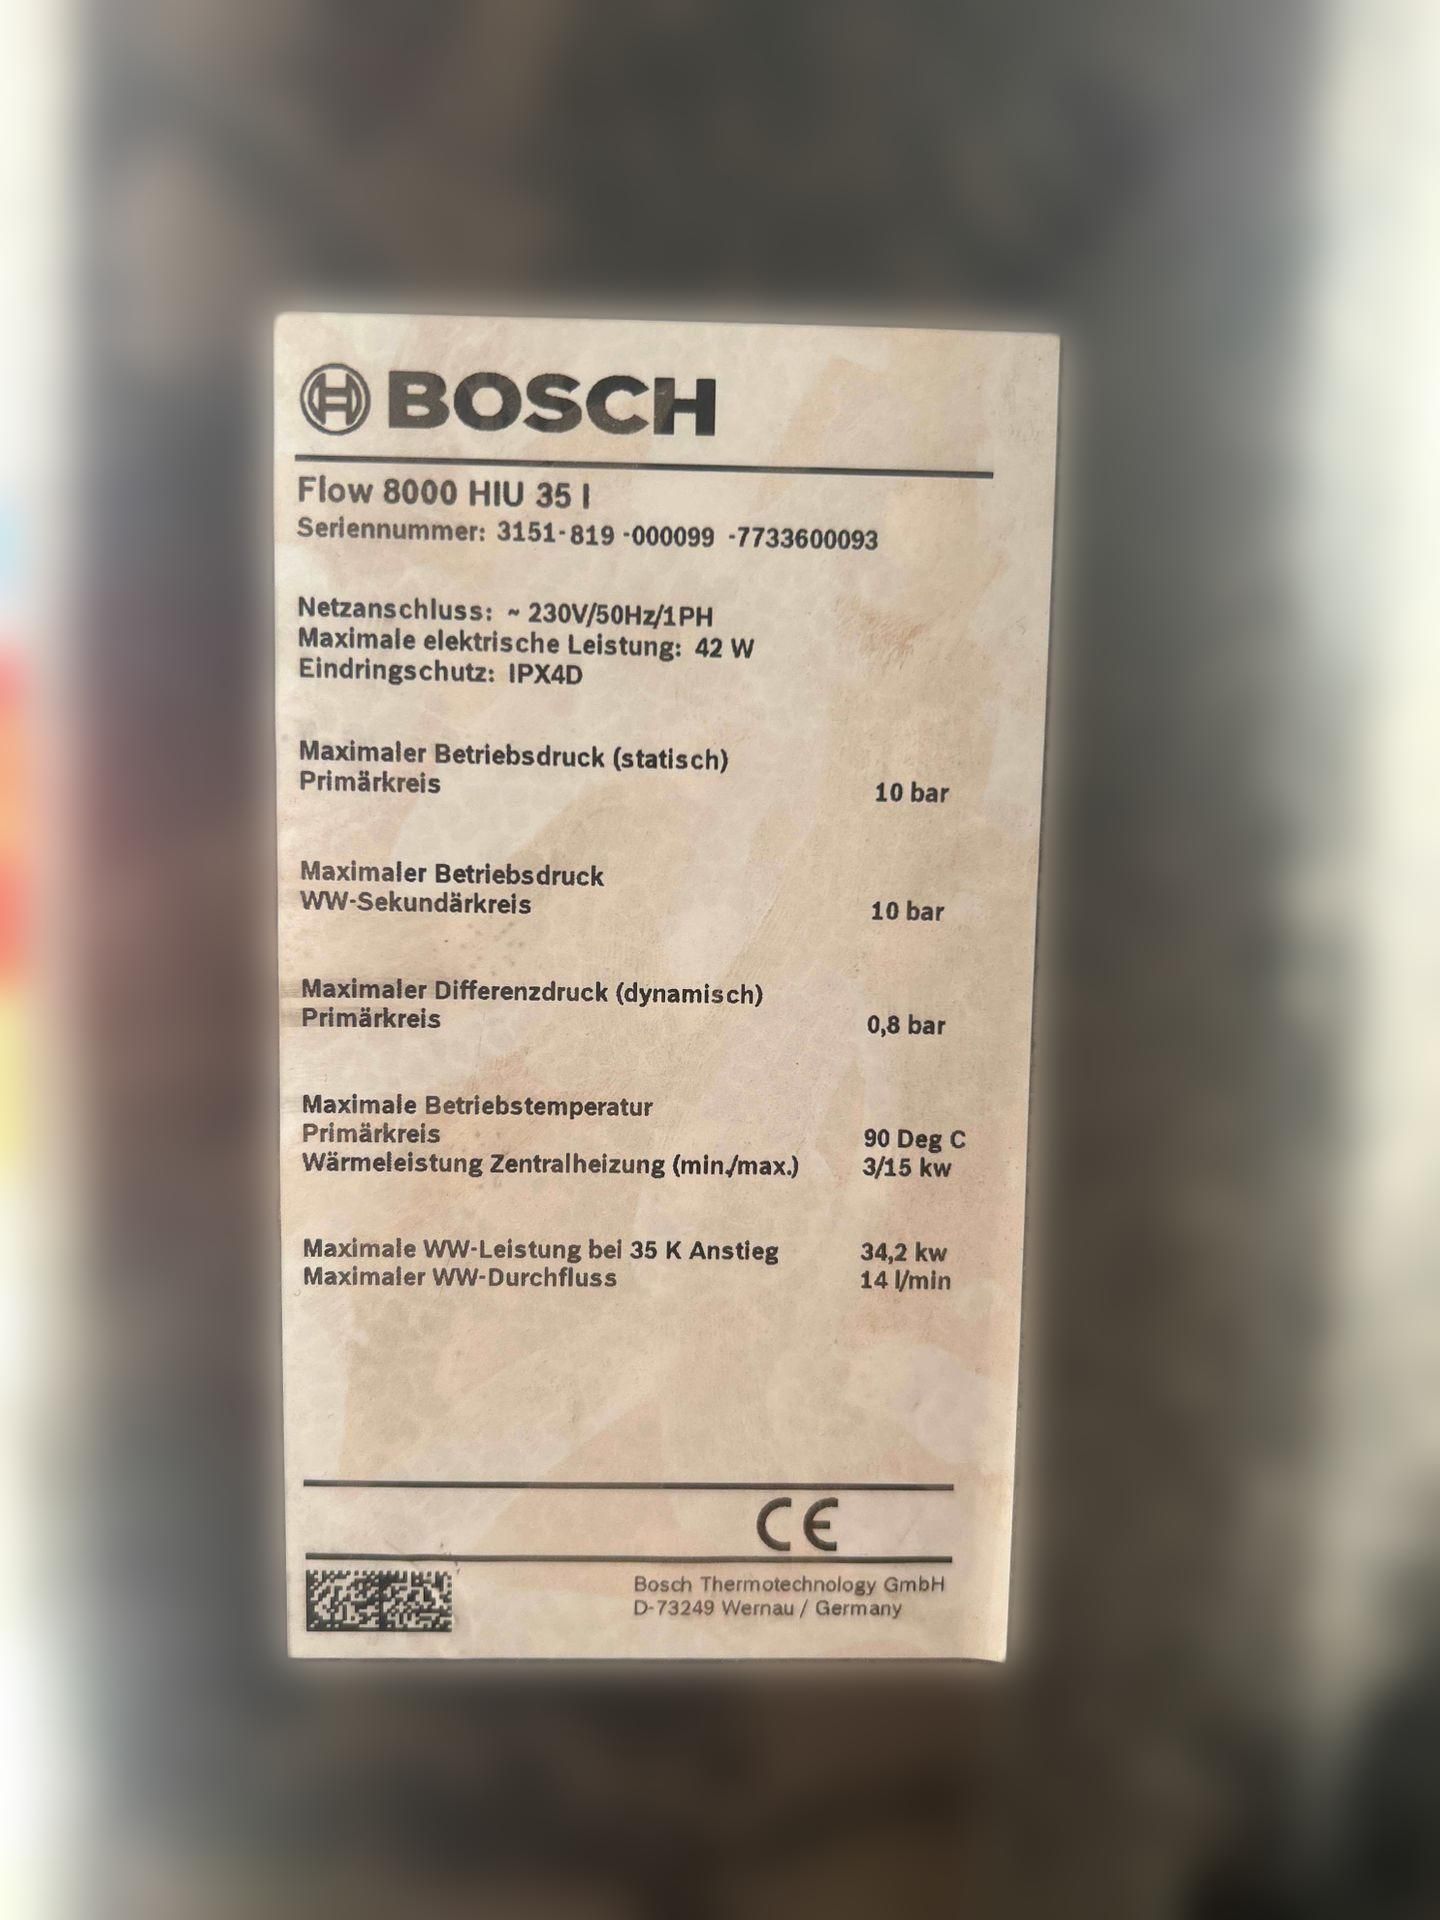 BOSCH
Flow 8000 HIU 35 I
Seriennummer: 3151-819 -000099 -7733600093
Netzanschluss: ~ 230V/50Hz/1PH
Maximale elektrische Leistung: 42 W
Eindringschutz: IPX4D
Maximaler Betriebsdruck (statisch)
Primärkreis 10 bar
Maximaler Betriebsdruck
WW-Sekundärkreis 10 bar
Maximaler Differenzdruck (dynamisch)
Primärkreis 0,8 bar
Maximale Betriebstemperatur
Primärkreis 90 Deg C
Wärmeleistung Zentralheizung (min./max.) 3/15 kw
Maximale WW-Leistung bei 35 K Anstieg 34,2 kw
Maximaler WW-Durchfluss 14 l/min
CE
Bosch Thermotechnology GmbH
D-73249 Wernau / Germany